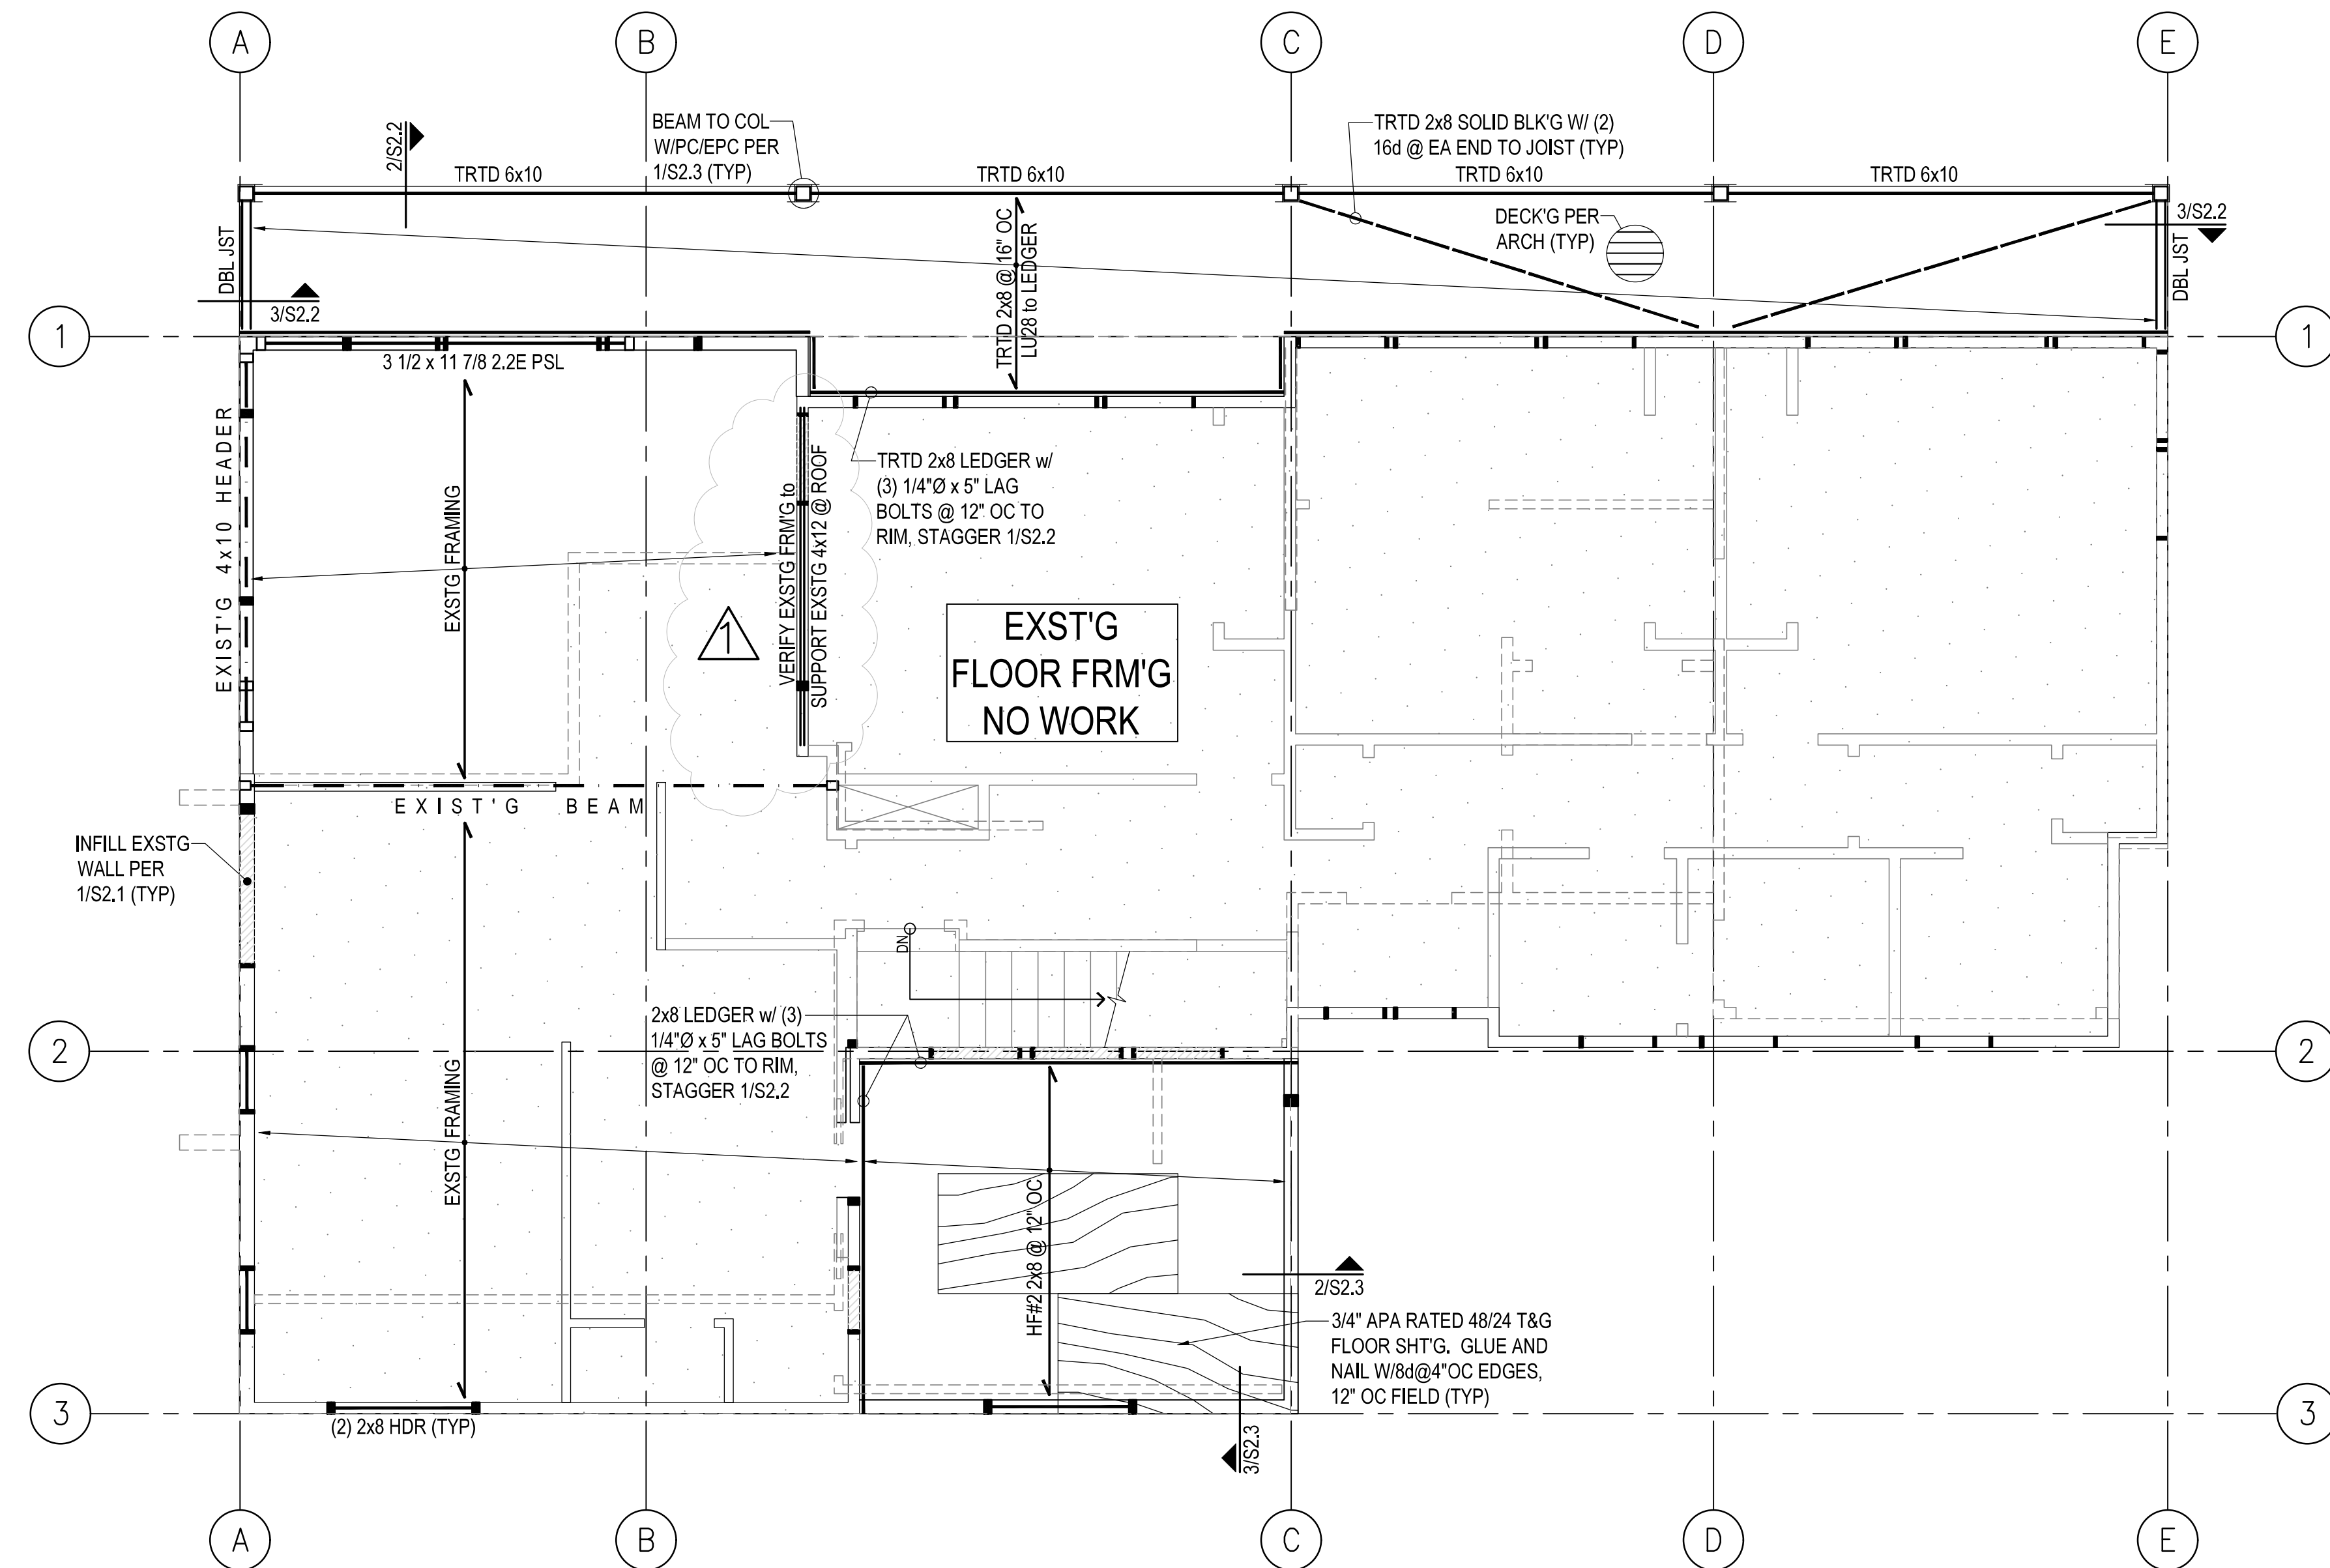 A
B
C
D
E
2/S2.2
BEAM TO COL
W/PC/EPC PER
1/S2.3 (TYP)
TRTD 2x8 SOLID BLK'G W/ (2)
16d @ EA END TO JOIST (TYP)
TRTD 6x10
TRTD 6x10
TRTD 6x10
TRTD 6x10
DBL JST
3/S2.2
TRTD 2x8 @ 16" OC
LU28 to LEDGER
DECK'G PER
ARCH (TYP)
3/S2.2
DBL JST
1
1
3 1/2 x 11 7/8 2.2E PSL
EXIST'G 4x10 HEADER
EXSTG FRAMING
VERIFY EXSTG FRM'G to
SUPPORT EXSTG 4x12 @ ROOF
1
TRTD 2x8 LEDGER w/
(3) 1/4"Ø x 5" LAG
BOLTS @ 12" OC TO
RIM, STAGGER 1/S2.2
EXST'G
FLOOR FRM'G
NO WORK
EXIST'G BEAM
INFILL EXSTG
WALL PER
1/S2.1 (TYP)
DN
2x8 LEDGER w/ (3)
1/4"Ø x 5" LAG BOLTS
@ 12" OC TO RIM,
STAGGER 1/S2.2
2
2
EXSTG FRAMING
HF#2 2x8 @ 12" OC
2/S2.3
3/4" APA RATED 48/24 T&G
FLOOR SHT'G. GLUE AND
NAIL W/8d@4"OC EDGES,
12" OC FIELD (TYP)
3
3
(2) 2x8 HDR (TYP)
3/S2.3
A
B
C
D
E